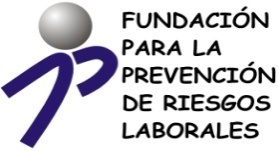 FUNDACIÓN
PARA LA
PREVENCIÓN
DE RIESGOS
LABORALES